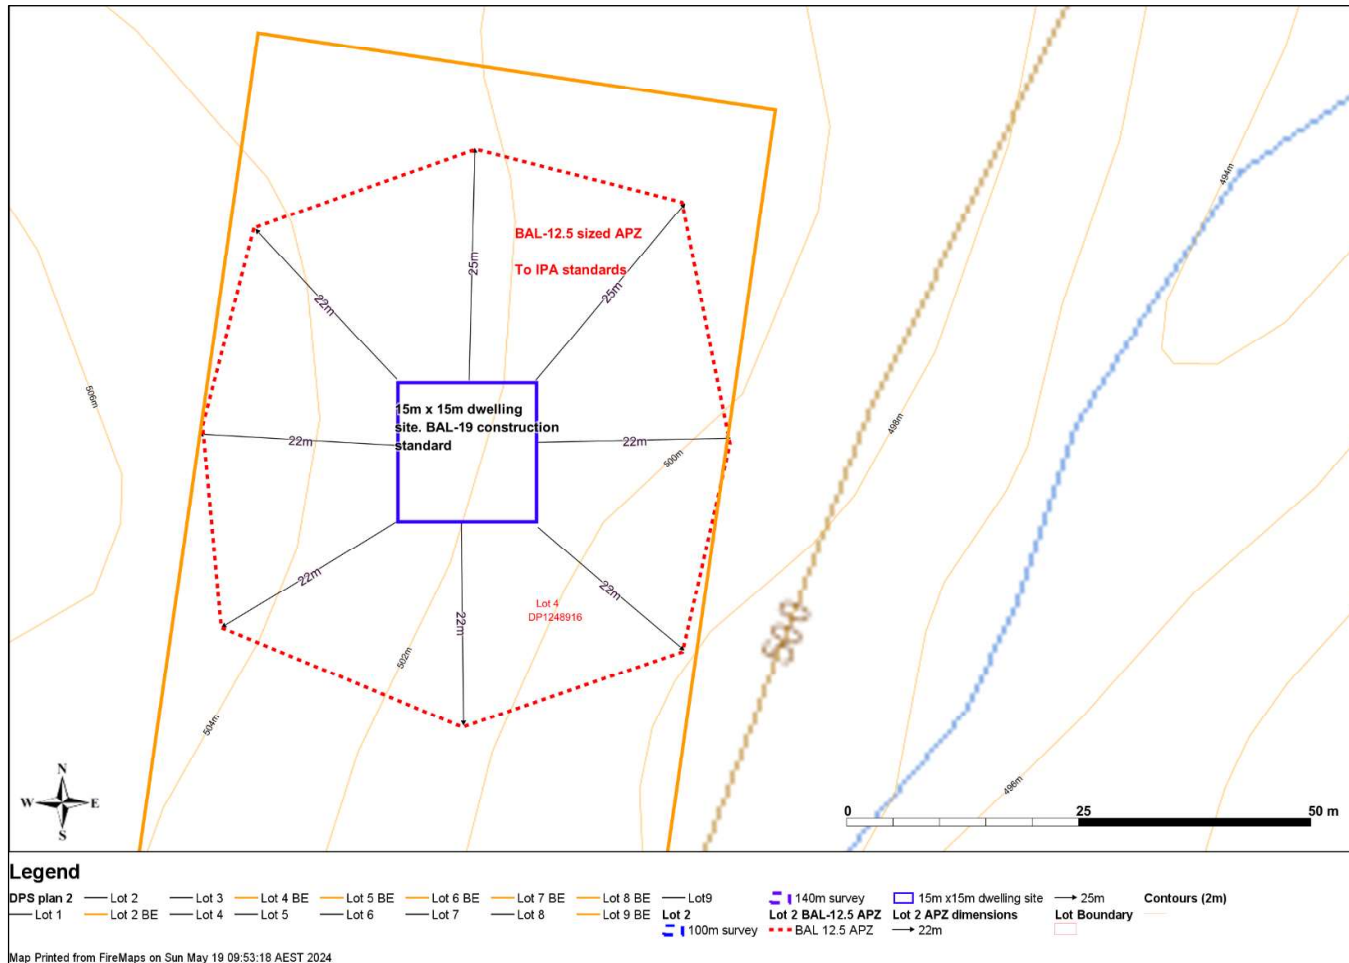 25m
BAL-12.5 sized APZ
To IPA standards
25m
22m
494m
506m
15m x 15m dwelling
site. BAL-19 construction
standard
22m
22m
500m
498m
22m
22m
22m
Lot 4
DP1248916
500
502m
504m
496m
N
W E
S
0 25 50 m
Legend
DPS plan 2 Lot 2 Lot 3 Lot 4 BE Lot 5 BE Lot 6 BE Lot 7 BE Lot 8 BE Lot9 140m survey 15m x15m dwelling site 25m Contours (2m)
Lot 1 Lot 2 BE Lot 4 Lot 5 Lot 6 Lot 7 Lot 8 Lot 9 BE Lot 2 Lot 2 BAL-12.5 APZ Lot 2 APZ dimensions Lot Boundary
100m survey BAL 12.5 APZ 22m
Map Printed from FireMaps on Sun May 19 09:53:18 AEST 2024